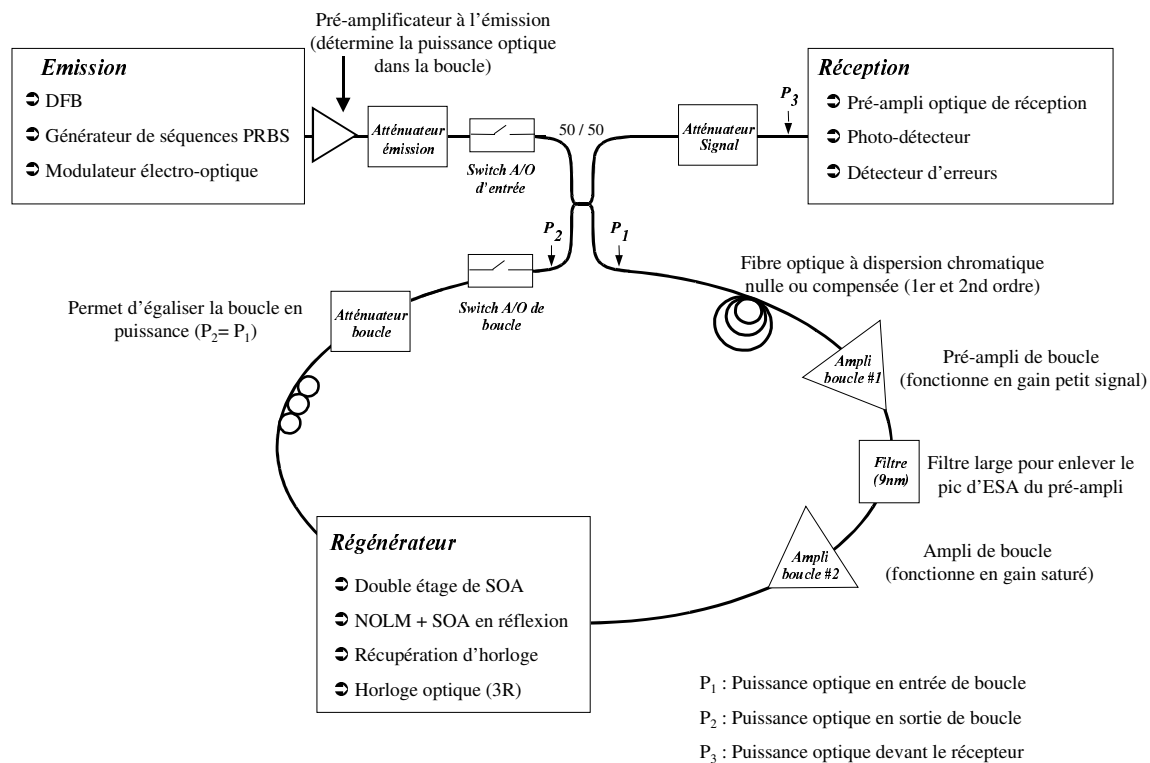 Pré-amplificateur à l'émission
(détermine la puissance optique
dans la boucle)
Emission
➲ DFB
➲ Générateur de séquences PRBS
➲ Modulateur électro-optique
Atténuateur
émission
Switch A/O
d'entrée
50 / 50
Atténuateur
Signal
P3
Réception
➲ Pré-ampli optique de réception
➲ Photo-détecteur
➲ Détecteur d'erreurs
P2
P1
Switch A/O de
boucle
Atténuateur
boucle
Permet d'égaliser la boucle en
puissance (P2= P1)
Fibre optique à dispersion chromatique
nulle ou compensée (1er et 2nd ordre)
Ampli
boucle #1
Pré-ampli de boucle
(fonctionne en gain petit signal)
Filtre
(9nm)
Filtre large pour enlever le
pic d'ESA du pré-ampli
Ampli
boucle #2
Ampli de boucle
(fonctionne en gain saturé)
Régénérateur
➲ Double étage de SOA
➲ NOLM + SOA en réflexion
➲ Récupération d'horloge
➲ Horloge optique (3R)
P1 : Puissance optique en entrée de boucle
P2 : Puissance optique en sortie de boucle
P3 : Puissance optique devant le récepteur